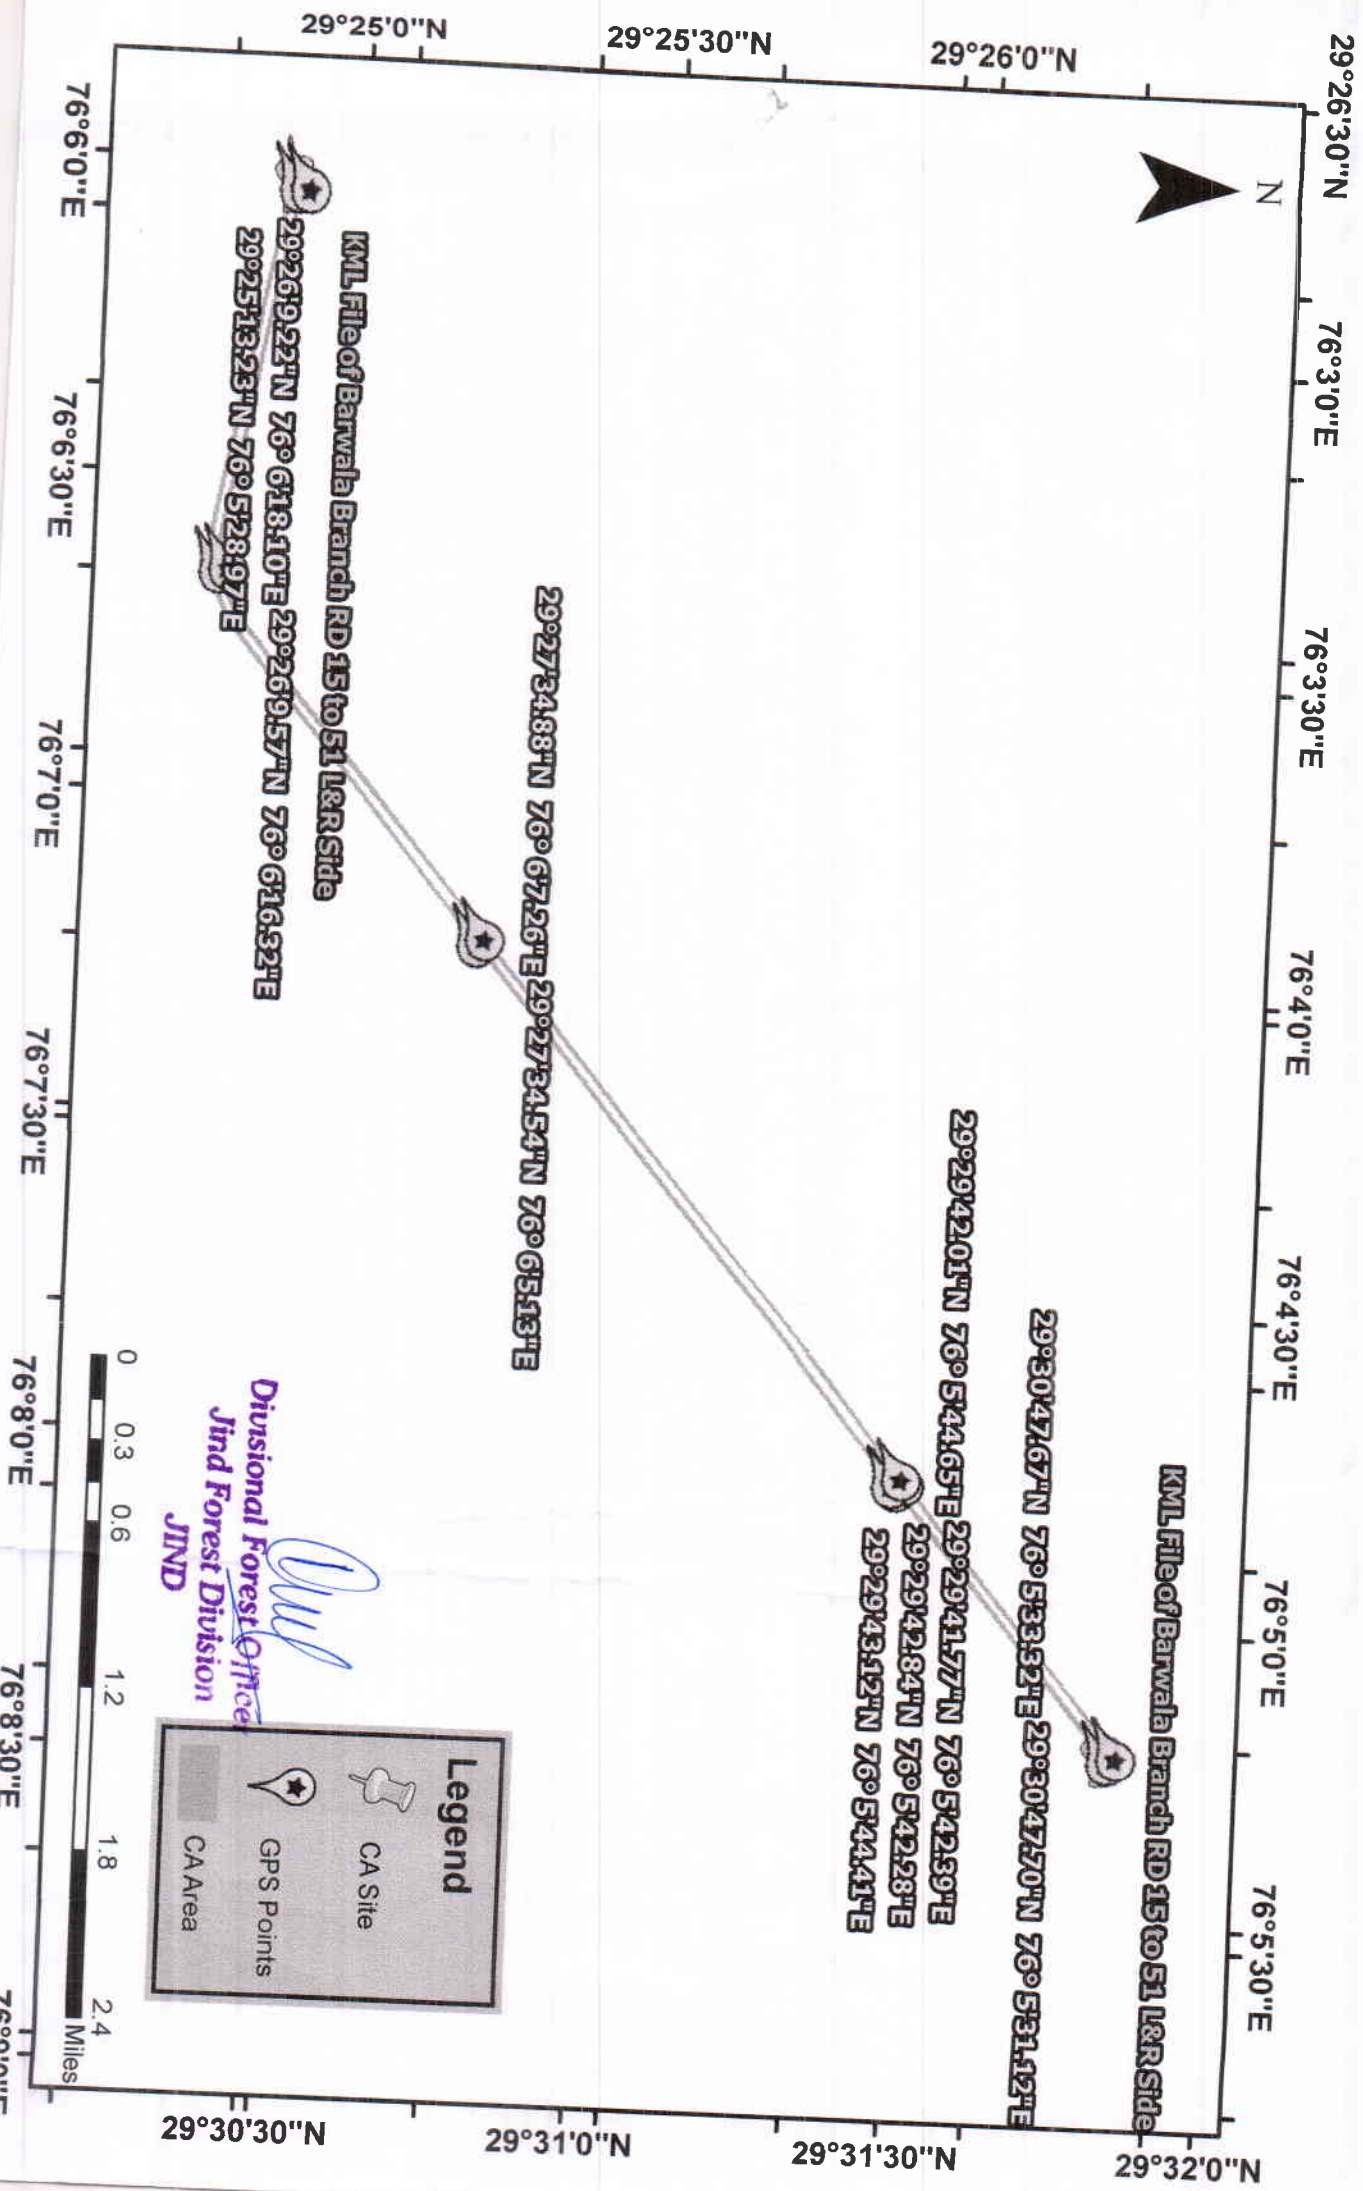 29°26'30"N
76°3'0"E
76°3'30"E
76°4'0"E
76°4'30"E
76°5'0"E
76°5'30"E
N
29°26'0"N
29°25'30"N
29°25'0"N
KML File of Barwala Branch RD 15 to 51 L&R Side
29°30'47.67"N 76° 5'33.32"E 29°30'47.70"N 76° 5'31.12"E
29°29'42.01"N 76° 5'44.65"E 29°29'41.77"N 76° 5'42.39"E
29°29'42.84"N 76° 5'42.28"E
29°29'43.12"N 76° 5'44.41"E
29°27'34.88"N 76° 6'7.26"E 29°27'34.54"N 76° 6'5.13"E
KML File of Barwala Branch RD 15 to 51 L&R Side
29°26'9.22"N 76° 6'18.10"E 29°26'9.57"N 76° 6'16.32"E
29°25'13.23"N 76° 5'28.97"E
Legend
CA Site
GPS Points
CA Area
Divisional Forest Officer
Jind Forest Division
JIND
0 0.3 0.6 1.2 1.8 2.4
Miles
29°32'0"N
29°31'30"N
29°31'0"N
29°30'30"N
76°6'0"E
76°6'30"E
76°7'0"E
76°7'30"E
76°8'0"E
76°8'30"E